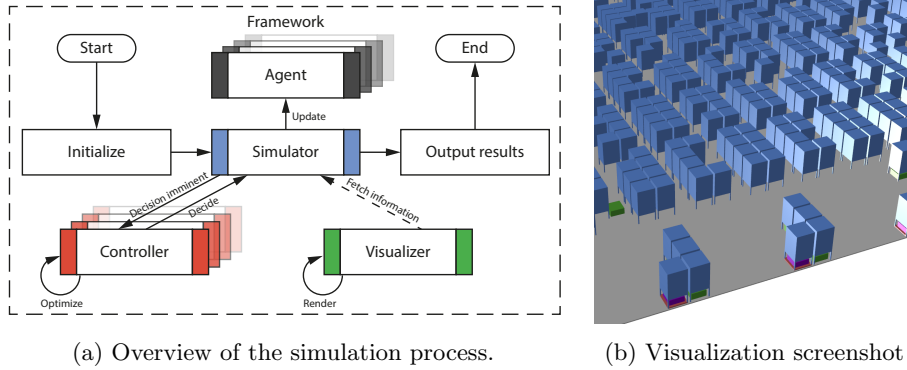 Framework
Start
Agent
End
Update
Initialize
Simulator
Output results
Decision imminent
Decide
Fetch information
Controller
Visualizer
Optimize
Render
(a) Overview of the simulation process.
(b) Visualization screenshot